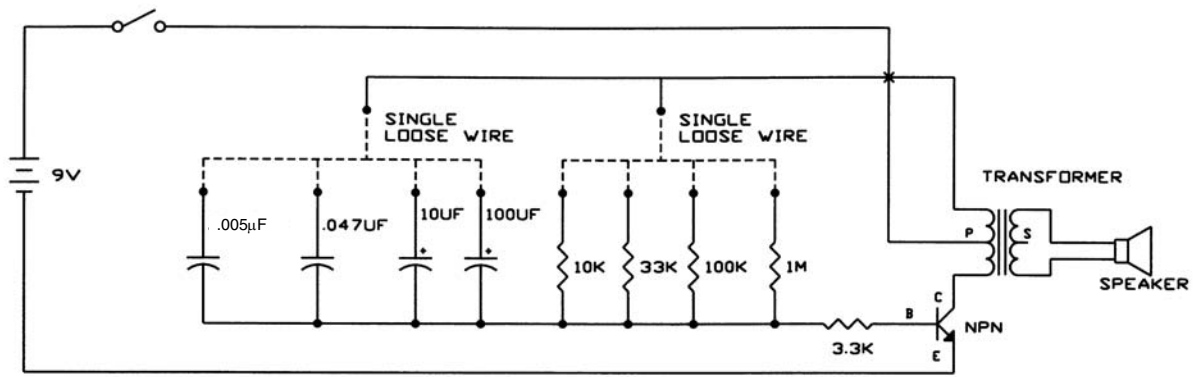 SINGLE
LOOSE WIRE
SINGLE
LOOSE WIRE
9V
TRANSFORMER
.005µF
.047UF
10UF
100UF
P
S
10K
33K
100K
1M
SPEAKER
C
B
NPN
3.3K
E